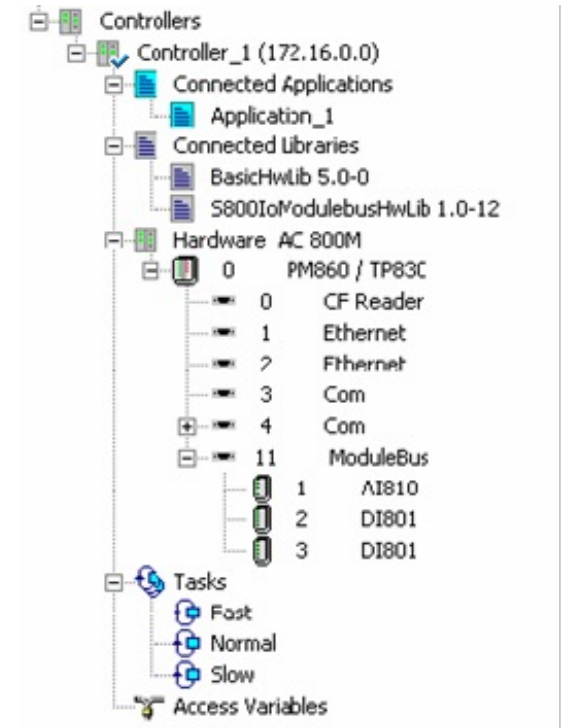 Controllers
Controller_1 (172.16.0.0)
Connected Applications
Application_1
Connected Libraries
BasicHwLib 5.0-0
S800IoModulebusHwLib 1.0-12
Hardware AC 800M
0 PM860 / TP830
0 CF Reader
1 Ethernet
2 Ethernet
3 Com
4 Com
11 ModuleBus
1 AI810
2 DI801
3 DI801
Tasks
Fast
Normal
Slow
Access Variables